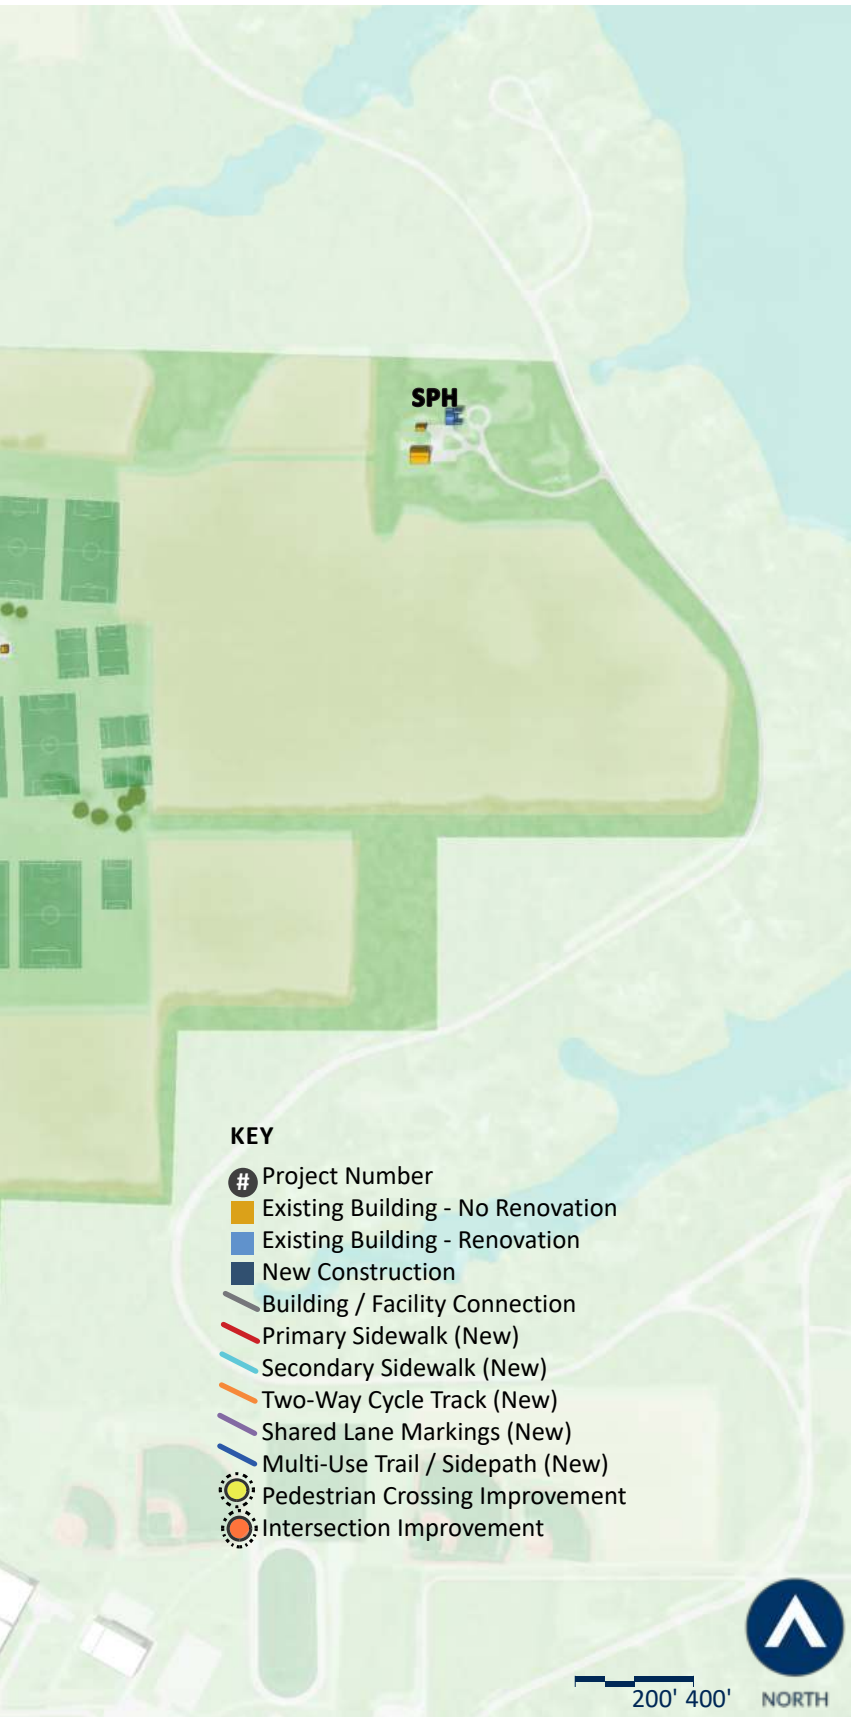 SPH
KEY
# Project Number
Existing Building - No Renovation
Existing Building - Renovation
New Construction
Building / Facility Connection
Primary Sidewalk (New)
Secondary Sidewalk (New)
Two-Way Cycle Track (New)
Shared Lane Markings (New)
Multi-Use Trail / Sidepath (New)
Pedestrian Crossing Improvement
Intersection Improvement
200' 400'
NORTH